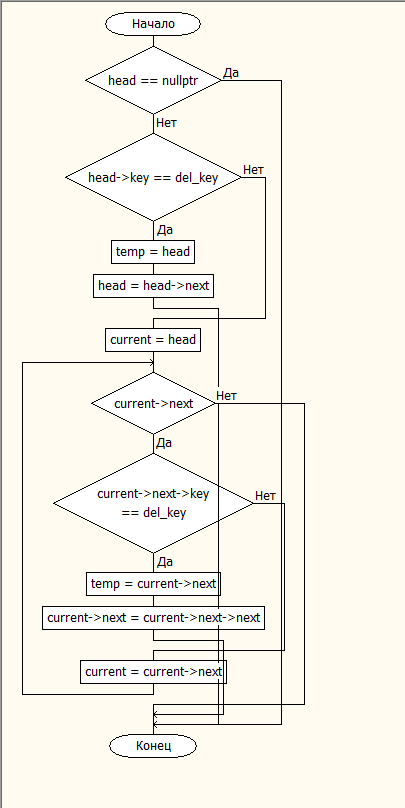 Начало
Да
head == nullptr
Нет
Нет
head->key == del_key
Да
temp = head
head = head->next
current = head
Нет
current->next
Да
Нет
current->next->key
== del_key
Да
temp = current->next
current->next = current->next->next
current = current->next
Конец